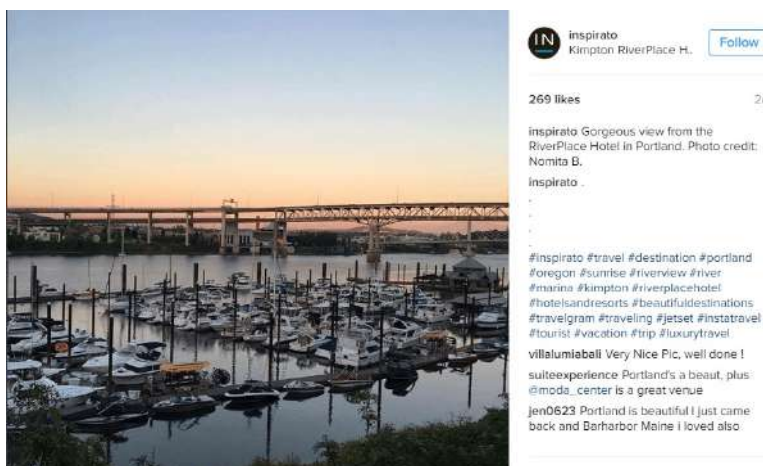 IN
inspirato
Kimpton RiverPlace H..
Follow
269 likes
inspirato Gorgeous view from the
RiverPlace Hotel in Portland. Photo credit:
Nomita B.
inspirato .
.
.
.
.
#inspirato #travel #destination #portland
#oregon #sunrise #riverview #river
#marina #kimpton #riverplacehotel
#hotelsandresorts #beautifuldestinations
#travelgram #traveling #jetset #instatravel
#tourist #vacation #trip #luxurytravel
villalumiabali Very Nice Pic, well done !
suiteexperience Portland's a beaut, plus
@moda_center is a great venue
jen0623 Portland is beautiful I just came
back and Barharbor Maine i loved also